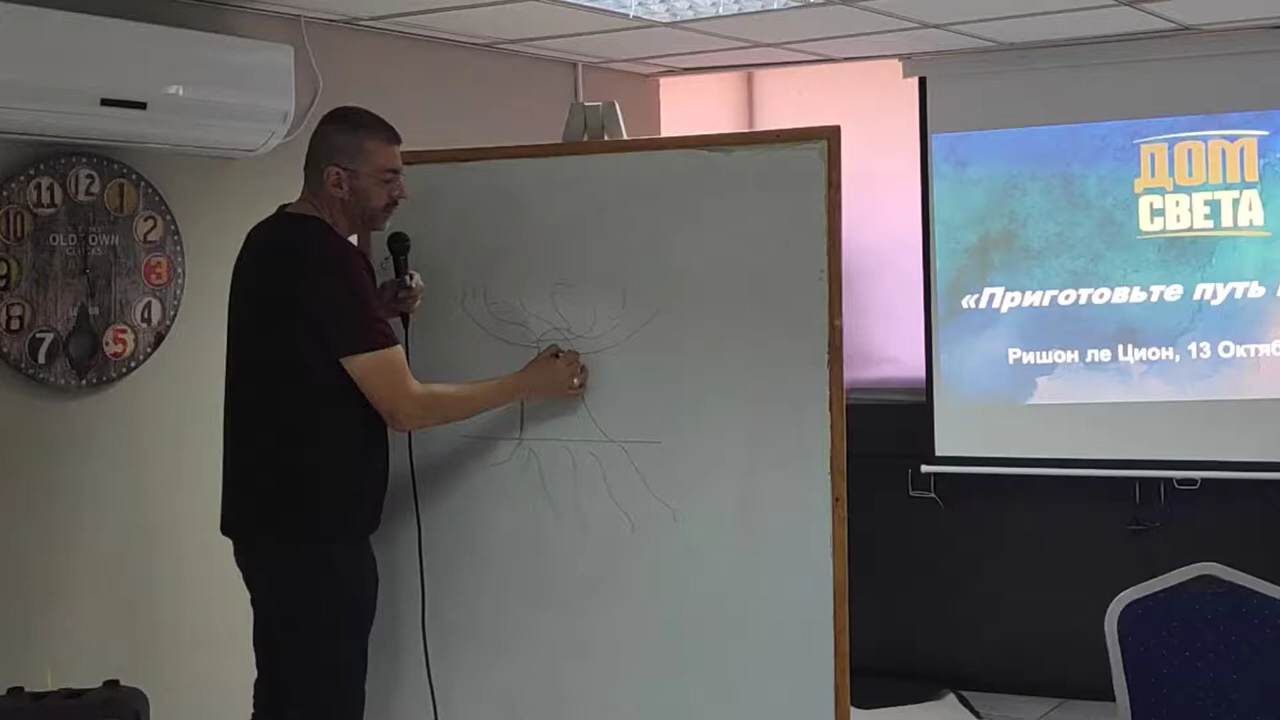 12
1
2
3
4
5
7
8
9
10
11
OLD TOWN
CLOCKS
ДОМ
СВЕТА
«Приготовьте путь
Ришон ле Цион, 13 Октяб